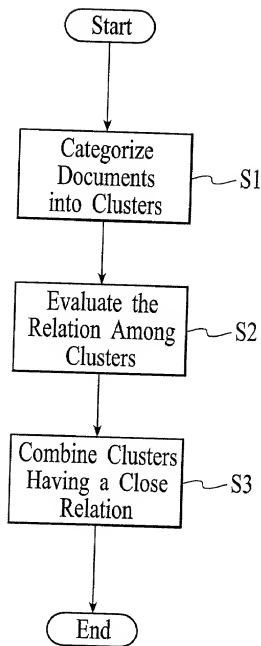 Start
Categorize
Documents
into Clusters
S1
Evaluate the
Relation Among
Clusters
S2
Combine Clusters
Having a Close
Relation
S3
End